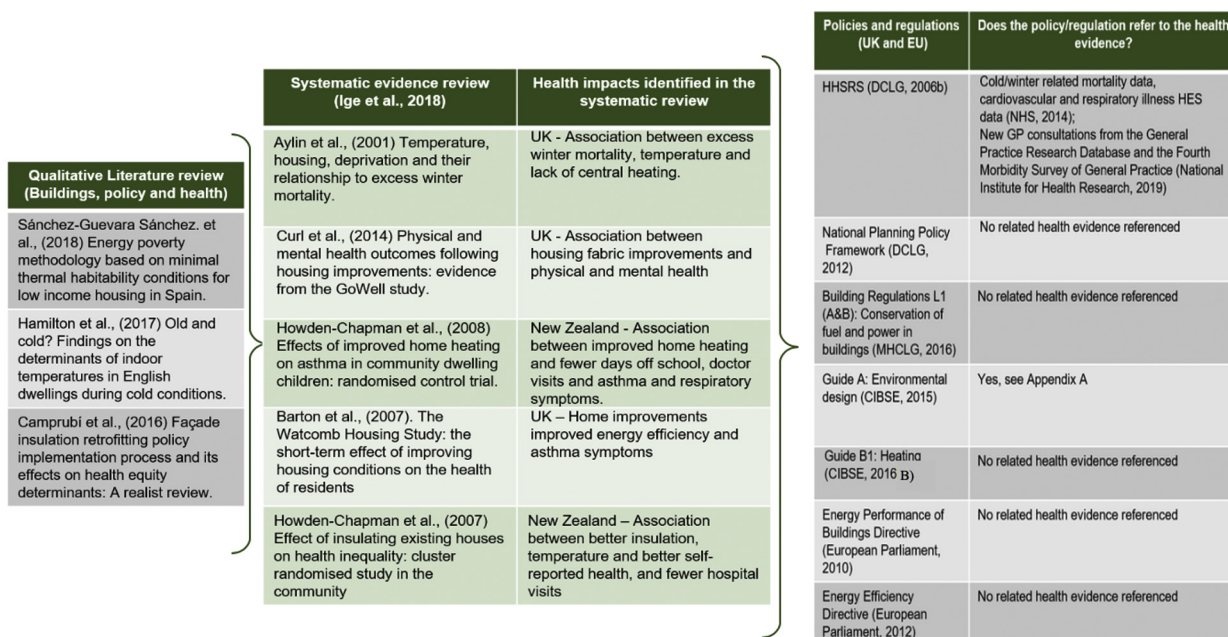 Qualitative Literature review
(Buildings, policy and health)
Sánchez-Guevara Sánchez. et
al., (2018) Energy poverty
methodology based on minimal
thermal habitability conditions for
low income housing in Spain.
Hamilton et al., (2017) Old and
cold? Findings on the
determinants of indoor
temperatures in English
dwellings during cold conditions.
Camprubí et al., (2016) Façade
insulation retrofitting policy
implementation process and its
effects on health equity
determinants: A realist review.
Systematic evidence review
(Ige et al., 2018)
Health impacts identified in the
systematic review
Aylin et al., (2001) Temperature,
housing, deprivation and their
relationship to excess winter
mortality.
UK - Association between excess
winter mortality, temperature and
lack of central heating.
Curl et al., (2014) Physical and
mental health outcomes following
housing improvements: evidence
from the GoWell study.
UK - Association between
housing fabric improvements and
physical and mental health
Howden-Chapman et al., (2008)
Effects of improved home heating
on asthma in community dwelling
children: randomised control trial.
New Zealand - Association
between improved home heating
and fewer days off school, doctor
visits and asthma and respiratory
symptoms.
Barton et al., (2007). The
Watcomb Housing Study: the
short-term effect of improving
housing conditions on the health
of residents
UK – Home improvements
improved energy efficiency and
asthma symptoms
Howden-Chapman et al., (2007)
Effect of insulating existing houses
on health inequality: cluster
randomised study in the
community
New Zealand – Association
between better insulation,
temperature and better self-
reported health, and fewer hospital
visits
Policies and regulations
(UK and EU)
Does the policy/regulation refer to the health
evidence?
HHSRS (DCLG, 2006b)
Cold/winter related mortality data,
cardiovascular and respiratory illness HES
data (NHS, 2014);
New GP consultations from the General
Practice Research Database and the Fourth
Morbidity Survey of General Practice (National
Institute for Health Research, 2019)
National Planning Policy
Framework (DCLG,
2012)
No related health evidence referenced
Building Regulations L1
(A&B): Conservation of
fuel and power in
buildings (MHCLG, 2016)
No related health evidence referenced
Guide A: Environmental
design (CIBSE, 2015)
Yes, see Appendix A
Guide B1: Heating
(CIBSE, 2016 B)
No related health evidence referenced
Energy Performance of
Buildings Directive
(European Parliament,
2010)
No related health evidence referenced
Energy Efficiency
Directive (European
Parliament, 2012)
No related health evidence referenced